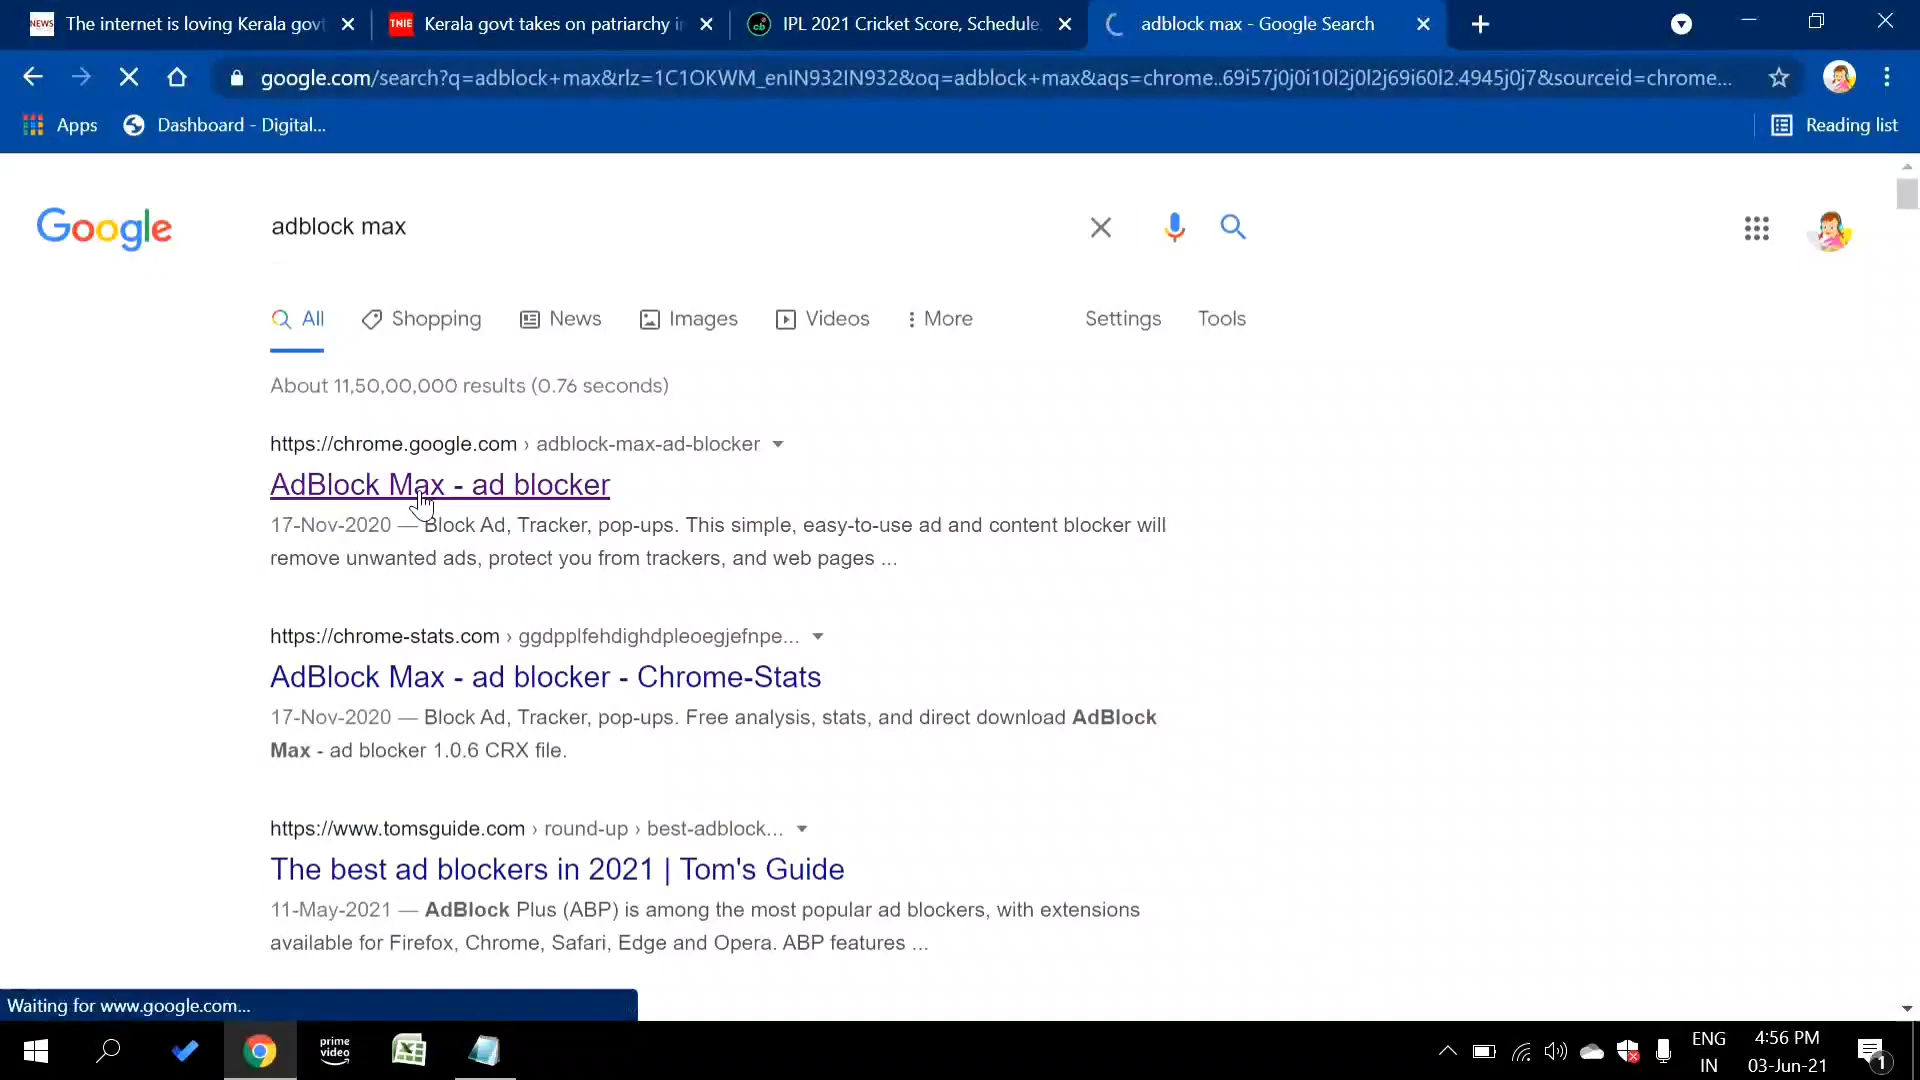 The internet is loving Kerala govt
Kerala govt takes on patriarchy i
IPL 2021 Cricket Score, Schedule,
adblock max - Google Search
google.com/search?q=adblock+max&rlz=1C1OKWM_enIN932IN932&oq=adblock+max&aqs=chrome..69i57j0j0i10l2j0l2j69i60l2.4945j0j7&sourceid=chrome...
Apps
Dashboard - Digital...
Reading list
Google
adblock max
All
Shopping
News
Images
Videos
More
Settings
Tools
About 11,50,00,000 results (0.76 seconds)
https://chrome.google.com › adblock-max-ad-blocker
AdBlock Max - ad blocker
17-Nov-2020 — Block Ad, Tracker, pop-ups. This simple, easy-to-use ad and content blocker will
remove unwanted ads, protect you from trackers, and web pages ...
https://chrome-stats.com › ggdpplfehdighdpleoegjefnpe...
AdBlock Max - ad blocker - Chrome-Stats
17-Nov-2020 — Block Ad, Tracker, pop-ups. Free analysis, stats, and direct download AdBlock
Max - ad blocker 1.0.6 CRX file.
https://www.tomsguide.com › round-up › best-adblock...
The best ad blockers in 2021 | Tom's Guide
11-May-2021 — AdBlock Plus (ABP) is among the most popular ad blockers, with extensions
available for Firefox, Chrome, Safari, Edge and Opera. ABP features ...
Waiting for www.google.com...
prime
video
ENG
IN
4:56 PM
03-Jun-21
1
NEWS
TNIE
cb